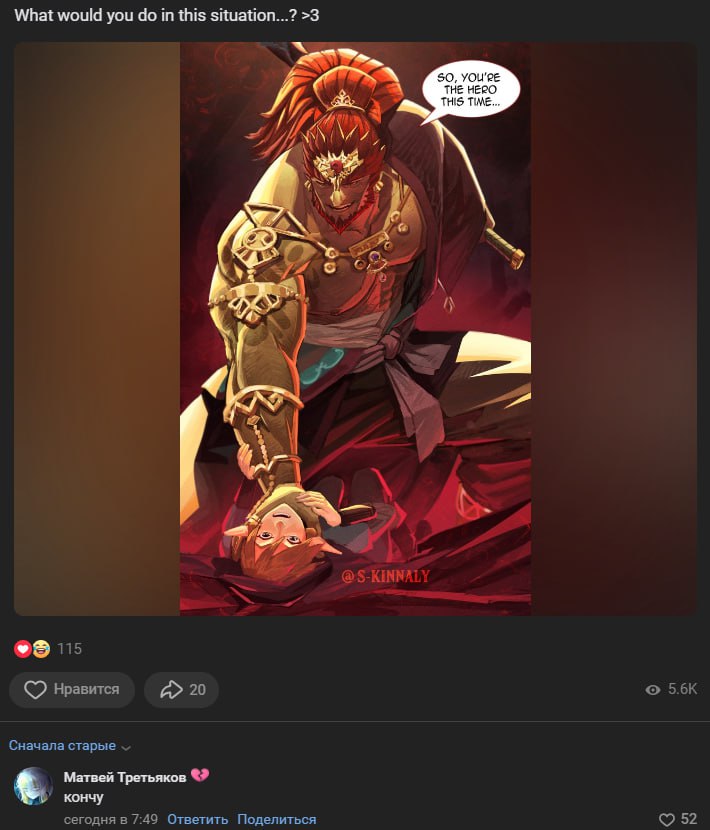 What would you do in this situation...? >3
SO, YOU'RE
THE HERO
THIS TIME...
@S-KINNALY
115
Нравится
20
5.6K
Сначала старые
Матвей Третьяков
кончу
сегодня в 7:49 Ответить Поделиться
52